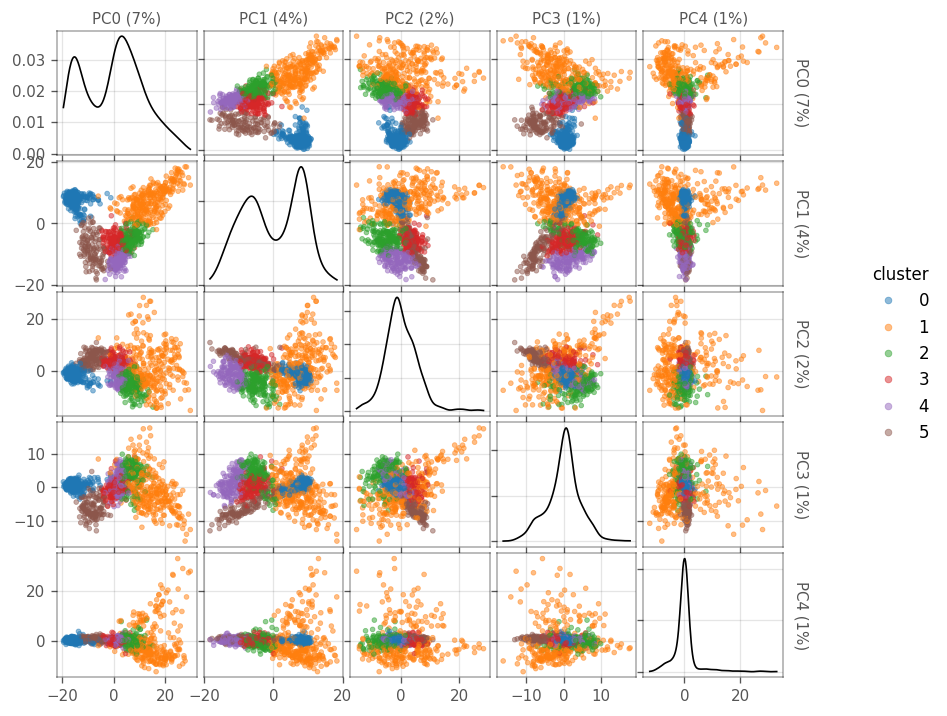 PC0 (7%) PC1 (4%) PC2 (2%) PC3 (1%) PC4 (1%)
0.03
0.02
0.01
0.00
PC0 (7%)
20
0
−20
PC1 (4%)
20
0
PC2 (2%)
10
0
−10
PC3 (1%)
20
0
PC4 (1%)
−20 0 20 −20 0 20 0 20 0 10 0 20
cluster
0
1
2
3
4
5